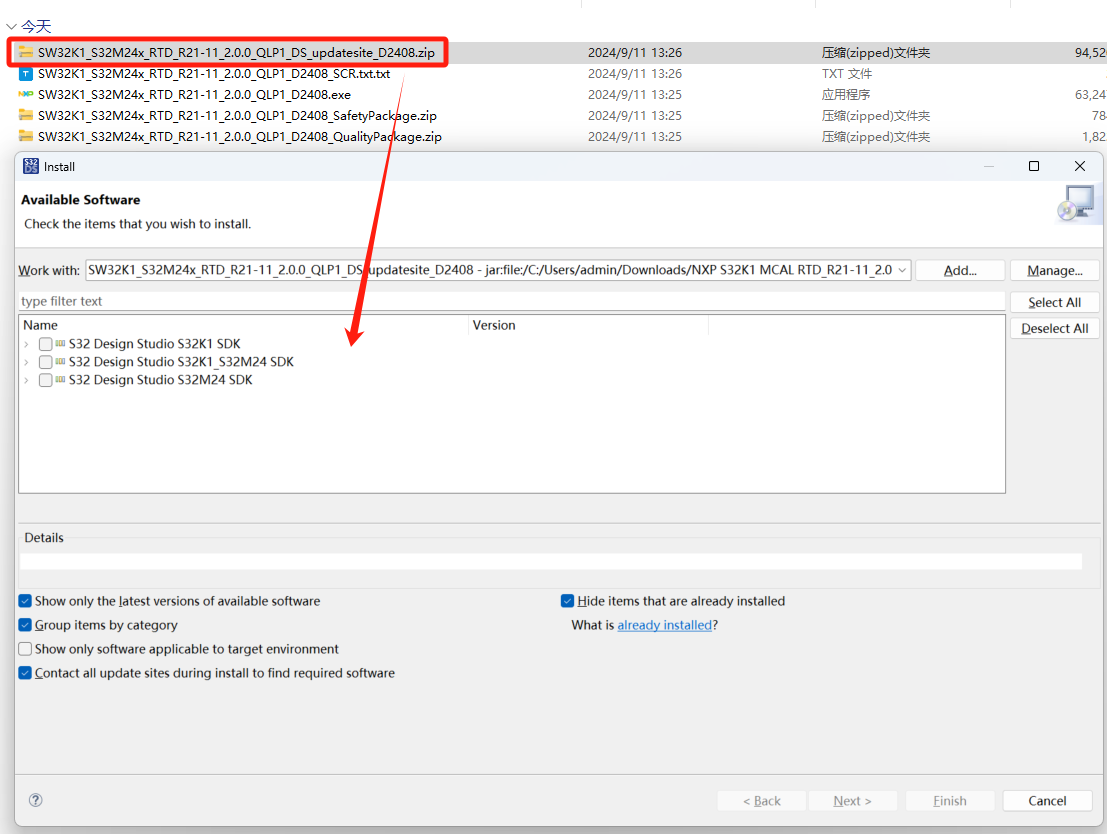 今天
SW32K1_S32M24x_RTD_R21-11_2.0.0_QLP1_DS_updatesite_D2408.zip 2024/9/11 13:26 压缩(zipped)文件夹 94,52
SW32K1_S32M24x_RTD_R21-11_2.0.0_QLP1_D2408_SCR.txt.txt 2024/9/11 13:26 TXT 文件
SW32K1_S32M24x_RTD_R21-11_2.0.0_QLP1_D2408.exe 2024/9/11 13:25 应用程序 63,24
SW32K1_S32M24x_RTD_R21-11_2.0.0_QLP1_D2408_SafetyPackage.zip 2024/9/11 13:25 压缩(zipped)文件夹 78
SW32K1_S32M24x_RTD_R21-11_2.0.0_QLP1_D2408_QualityPackage.zip 2024/9/11 13:25 压缩(zipped)文件夹 1,82
S32 DS Install
Available Software
Check the items that you wish to install.
Work with: SW32K1_S32M24x_RTD_R21-11_2.0.0_QLP1_DS_updatesite_D2408 - jar:file:/C:/Users/admin/Downloads/NXP S32K1 MCAL RTD_R21-11_2.0 Add... Manage...
type filter text Select All
Name Version Deselect All
S32 Design Studio S32K1 SDK
S32 Design Studio S32K1_S32M24 SDK
S32 Design Studio S32M24 SDK
Details
Show only the latest versions of available software Hide items that are already installed
Group items by category What is already installed?
Show only software applicable to target environment
Contact all update sites during install to find required software
? < Back Next > Finish Cancel